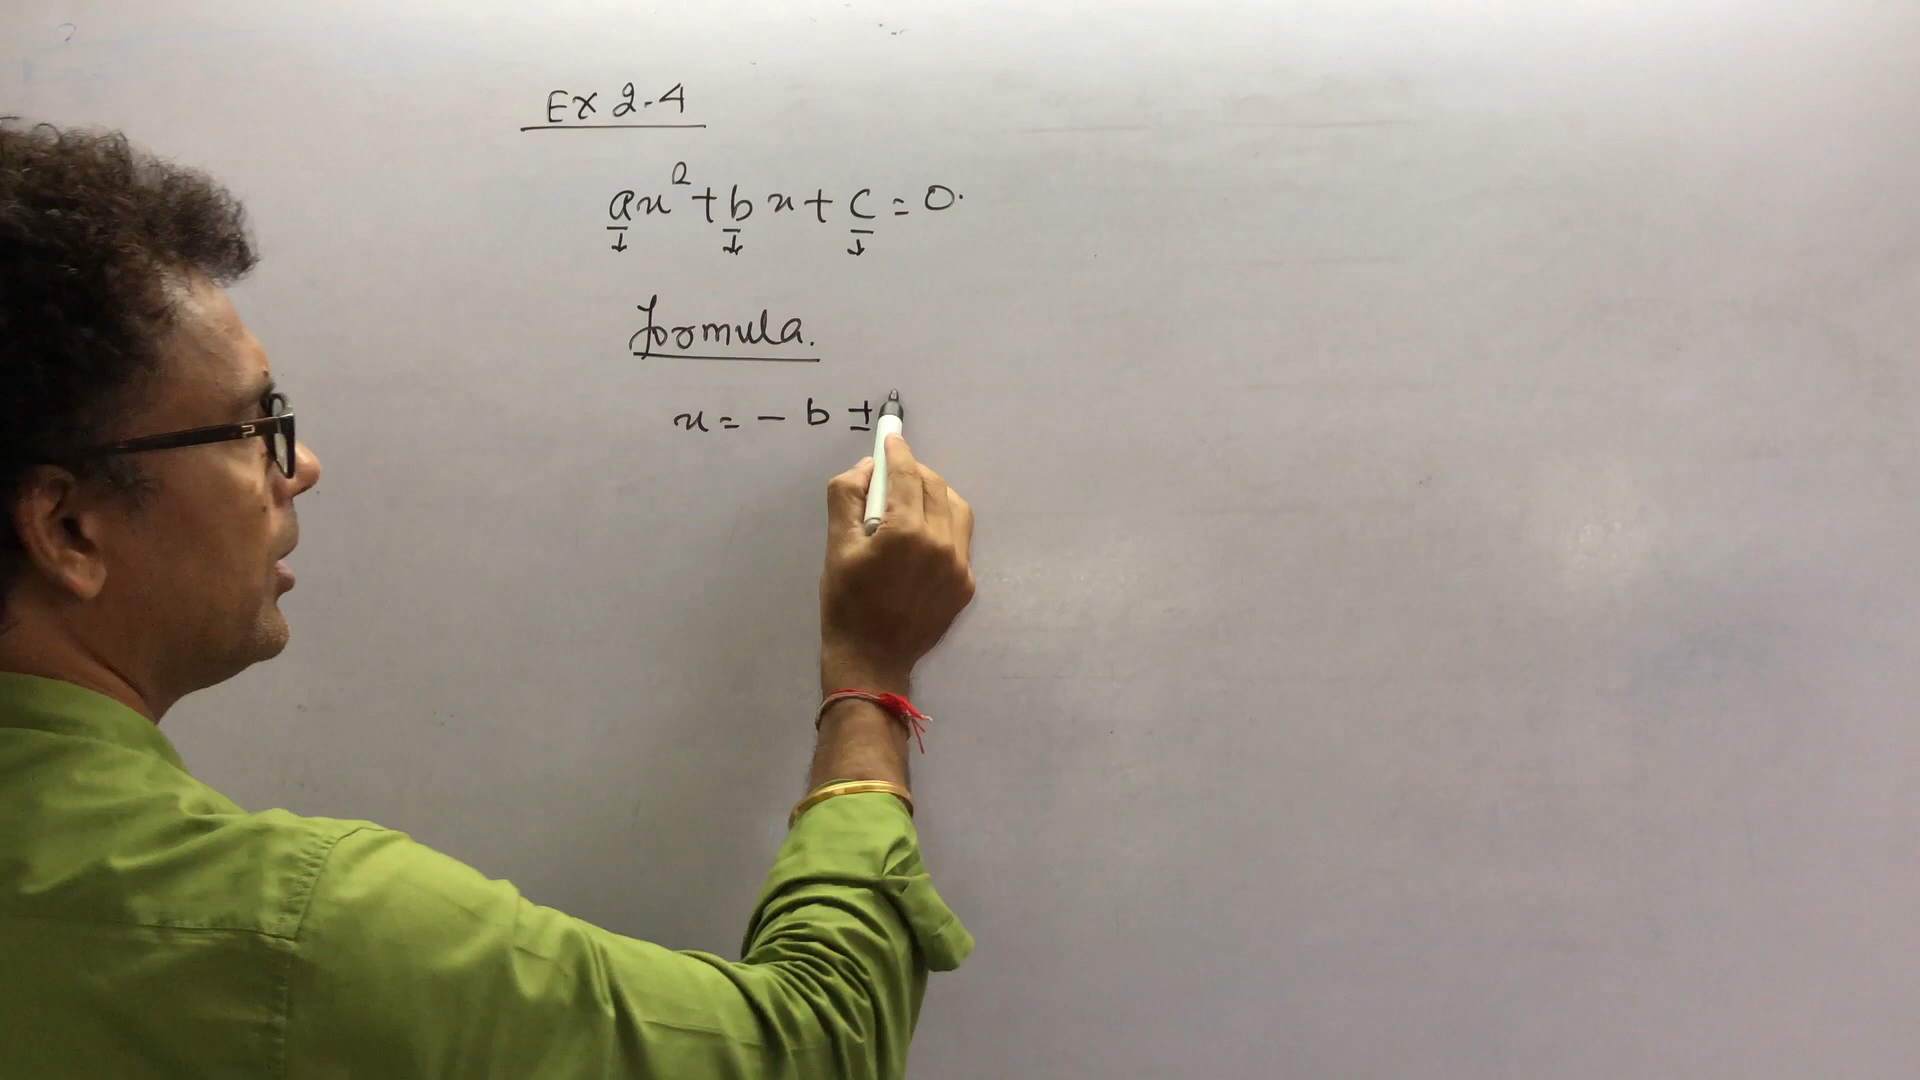 Ex 2.4
ax²+bx+c=0.
formula.
x=-b±